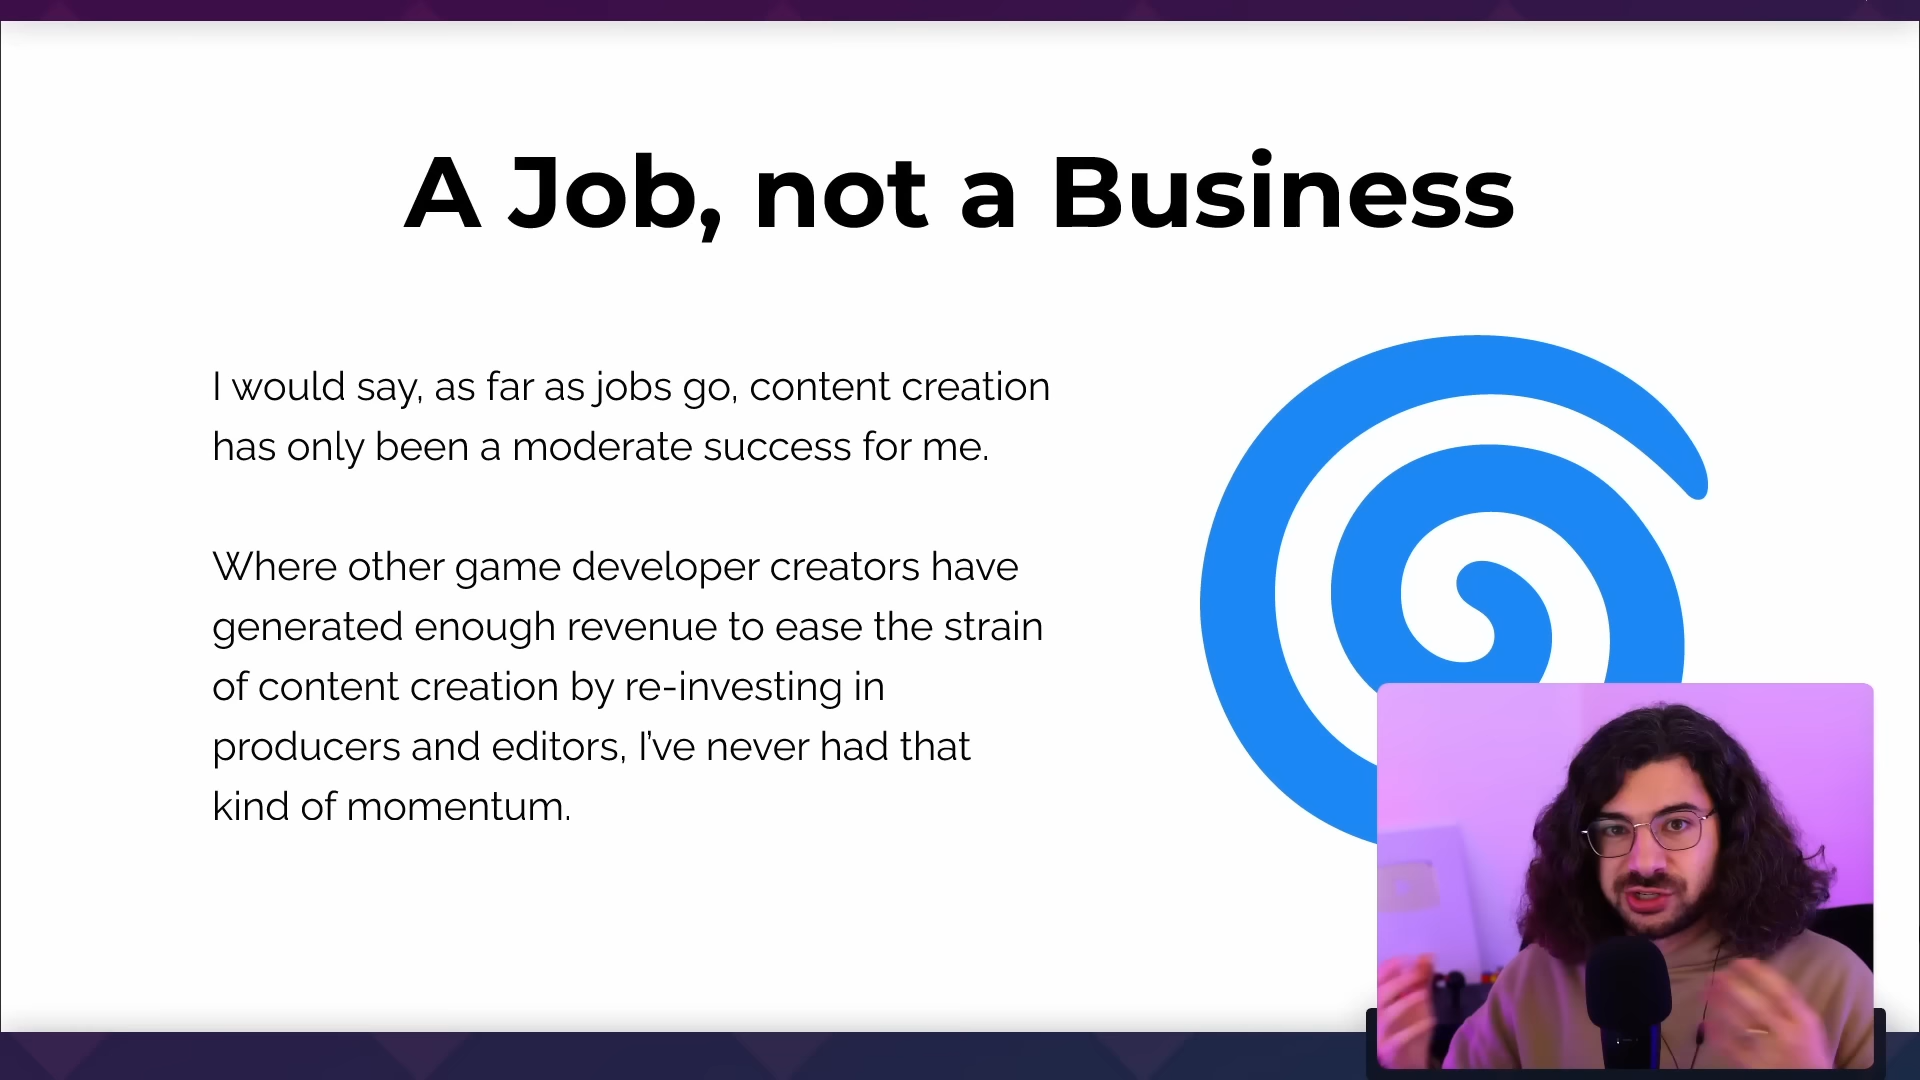 A Job, not a Business
I would say, as far as jobs go, content creation
has only been a moderate success for me.
Where other game developer creators have
generated enough revenue to ease the strain
of content creation by re-investing in
producers and editors, I’ve never had that
kind of momentum.